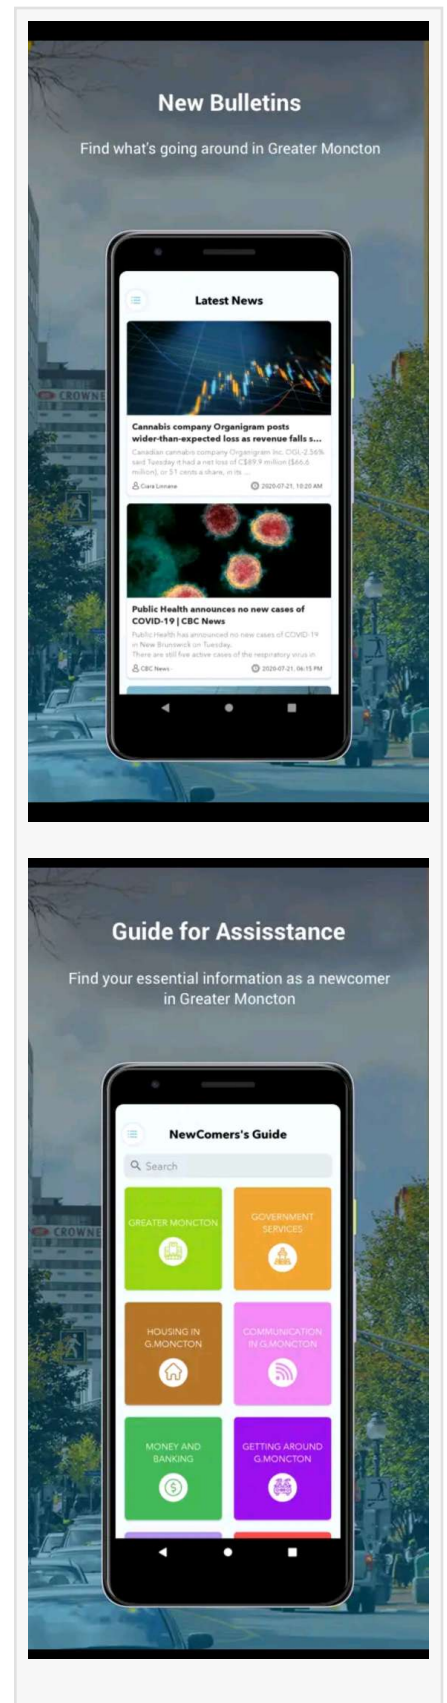 New Bulletins
Find what's going around in Greater Moncton
CROWNE
Latest News
Cannabis company Organigram posts
wider-than-expected loss as revenue falls s...
Canadian cannabis company Organigram Inc. OGI,-2.56%
said Tuesday it had a net loss of C$89.9 million ($66.6
million), or 51 cents a share, in its ...
Ciara Linnane
2020-07-21, 10:20 AM
Public Health announces no new cases of
COVID-19 | CBC News
Public Health has announced no new cases of COVID-19
in New Brunswick on Tuesday.
There are still five active cases of the respiratory virus in
CBC News ·
2020-07-21, 06:15 PM
Guide for Assisstance
Find your essential information as a newcomer
in Greater Moncton
CROWNE
NewComers's Guide
Search
GREATER MONCTON
GOVERNMENT
SERVICES
HOUSING IN
G.MONCTON
COMMUNICATION
IN G.MONCTON
MONEY AND
BANKING
GETTING AROUND
G.MONCTON